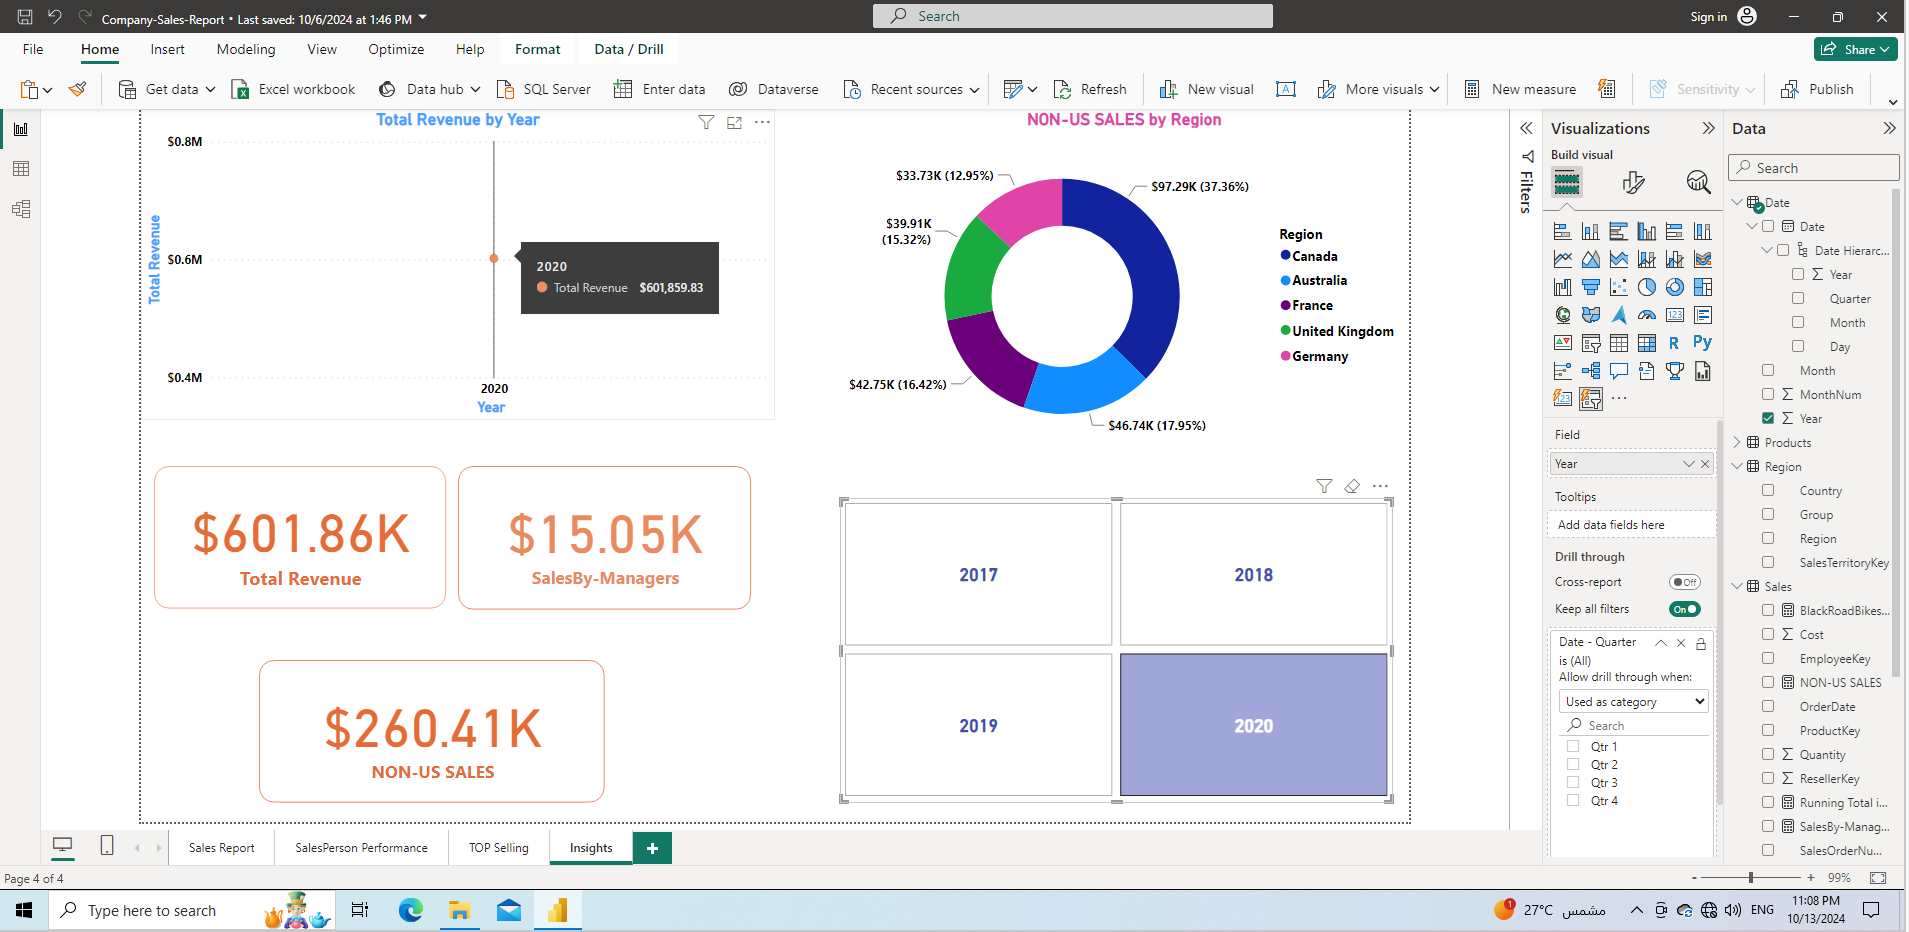 Company-Sales-Report • Last saved: 10/6/2024 at 1:46 PM
Search
Sign in
File Home Insert Modeling View Optimize Help Format Data / Drill
Share
Get data Excel workbook Data hub SQL Server Enter data Dataverse Recent sources Refresh New visual More visuals New measure Sensitivity Publish
Total Revenue by Year
$0.8M
$0.6M
$0.4M
Total Revenue
2020
Total Revenue $601,859.83
2020
Year
NON-US SALES by Region
$33.73K (12.95%)
$97.29K (37.36%)
$39.91K
(15.32%)
$42.75K (16.42%)
$46.74K (17.95%)
Region
Canada
Australia
France
United Kingdom
Germany
$601.86K
Total Revenue
$15.05K
SalesBy-Managers
$260.41K
NON-US SALES
2017
2018
2019
2020
Filters
Visualizations
Build visual
123
R
Py
123
Field
Year
Tooltips
Add data fields here
Drill through
Cross-report
Off
Keep all filters
On
Date - Quarter
is (All)
Allow drill through when:
Used as category
Search
Qtr 1
Qtr 2
Qtr 3
Qtr 4
Data
Search
Date
Date
Date Hierarc...
Year
Quarter
Month
Day
Month
MonthNum
Year
Products
Region
Country
Group
Region
SalesTerritoryKey
Sales
BlackRoadBikes...
Cost
EmployeeKey
NON-US SALES
OrderDate
ProductKey
Quantity
ResellerKey
Running Total i...
SalesBy-Manag...
SalesOrderNu...
Sales Report
SalesPerson Performance
TOP Selling
Insights
Page 4 of 4
- + 99%
Type here to search
1
27°C مشمس
ENG
11:08 PM
10/13/2024